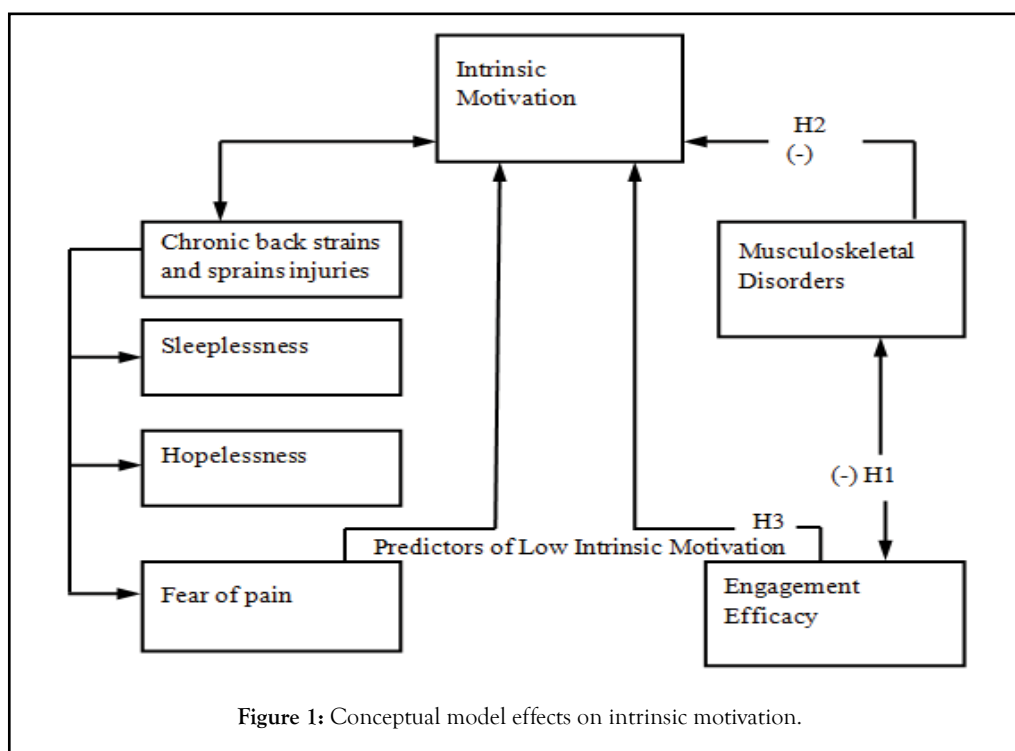 Intrinsic
Motivation
H2
(-)
Chronic back strains
and sprains injuries
Musculoskeletal
Disorders
Sleeplessness
Hopelessness
(-) H1
H3
Predictors of Low Intrinsic Motivation
Fear of pain
Engagement
Efficacy
Figure 1: Conceptual model effects on intrinsic motivation.